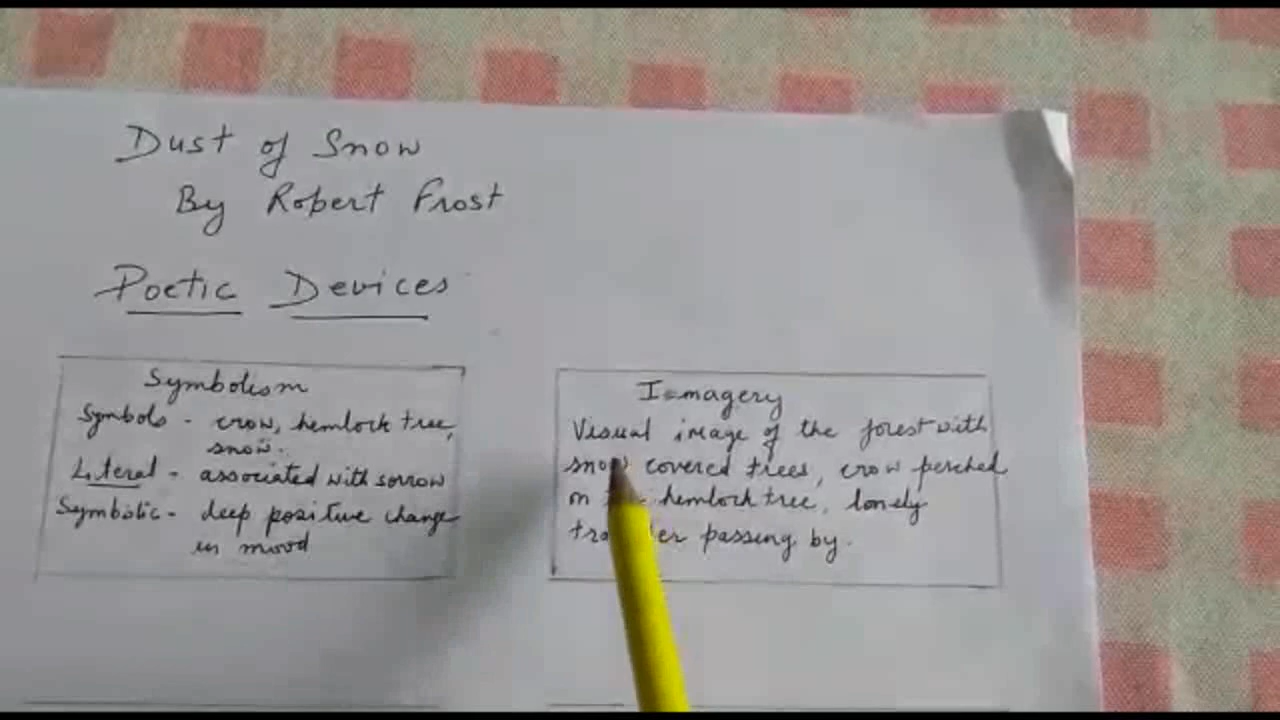 Dust of Snow
By Robert Frost
Poetic Devices
Symbolism
Symbols - crow, hemlock tree,
snow.
Literal - associated with sorrow
Symbolic - deep positive change
in mood
Imagery
Visual image of the forest with
snow covered trees, crow perched
on hemlock tree, lonely
passing by.